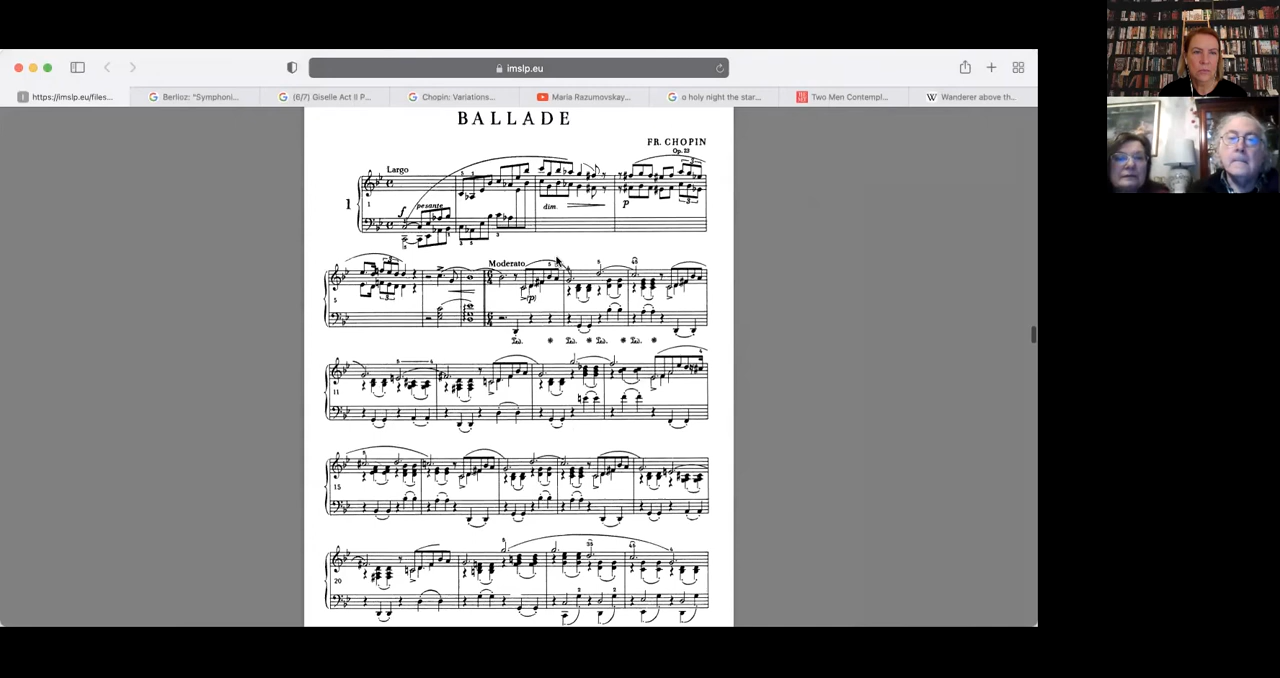 imslp.eu
https://imslp.eu/files...
Berlioz: "Symphoni...
(6/7) Giselle Act II P...
Chopin: Variations...
Maria Razumovskay...
o holy night the star...
Two Men Contempl...
Wanderer above th...
BALLADE
FR. CHOPIN
Op. 23
Largo
1
pesante
f
dim.
p
1
Moderato
5
(p)
11
15
20